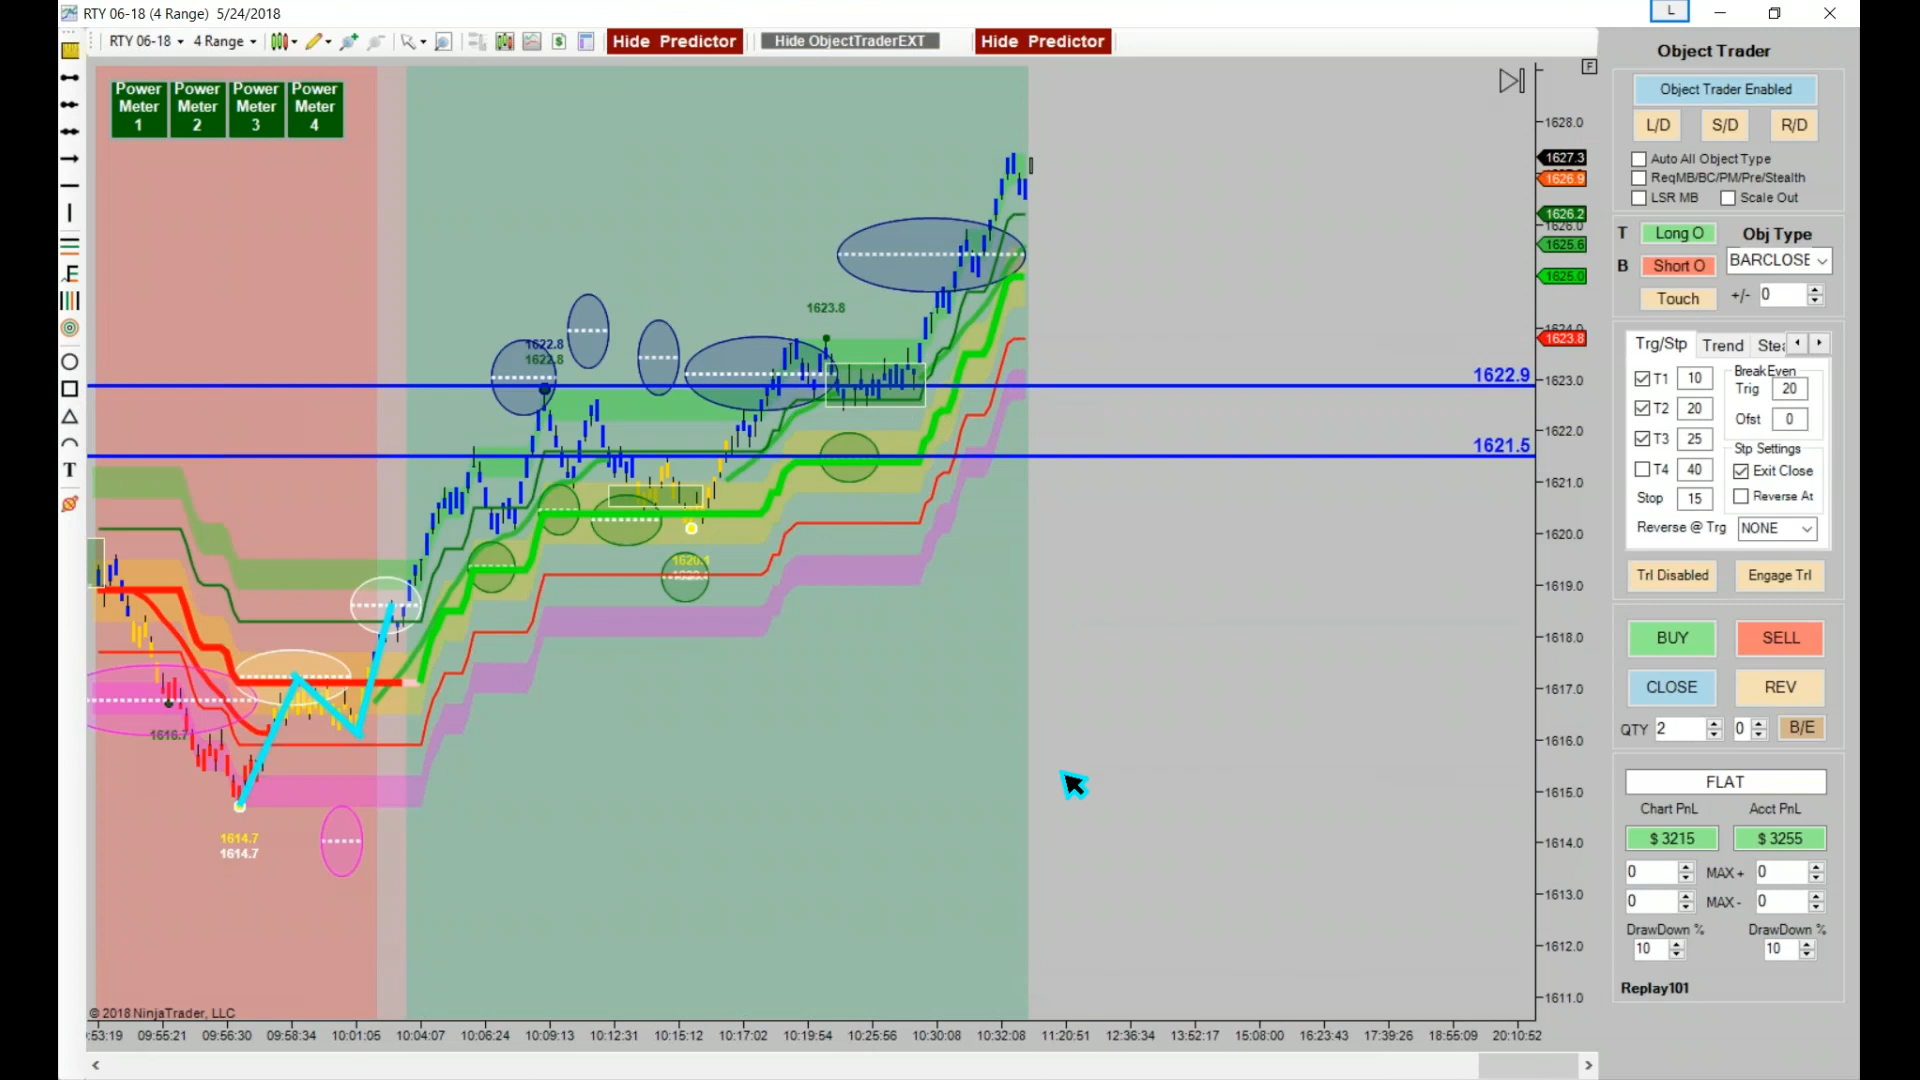 RTY 06-18 (4 Range) 5/24/2018
L
RTY 06-18 4 Range Hide Predictor Hide ObjectTraderEXT Hide Predictor
Power Meter 1
Power Meter 2
Power Meter 3
Power Meter 4
F
1628.0
1627.3
1626.9
1626.2
1626.0
1625.6
1625.0
1624.0
1623.8
1623.0
1622.0
1621.0
1620.0
1619.0
1618.0
1617.0
1616.0
1615.0
1614.0
1613.0
1612.0
1611.0
1623.8
1622.8
1622.8
1622.9
1621.5
1620.1
1616.7
1614.7
1614.7
© 2018 NinjaTrader, LLC
:53:19 09:55:21 09:56:30 09:58:34 10:01:05 10:04:07 10:06:24 10:09:13 10:12:31 10:15:12 10:17:02 10:19:54 10:25:56 10:30:08 10:32:08 11:20:51 12:36:34 13:52:17 15:08:00 16:23:43 17:39:26 18:55:09 20:10:52
Object Trader
Object Trader Enabled
L/D S/D R/D
Auto All Object Type
ReqMB/BC/PM/Pre/Stealth
LSR MB Scale Out
T Long O Obj Type
B Short O BARCLOSE
Touch +/- 0
Trg/Stp Trend Stea
T1 10
T2 20
T3 25
T4 40
Stop 15
BreakEven
Trig 20
Ofst 0
Stp Settings
Exit Close
Reverse At
Reverse @ Trg NONE
Trl Disabled Engage Trl
BUY SELL
CLOSE REV
QTY 2 0 B/E
FLAT
Chart PnL Acct PnL
$ 3215 $ 3255
0 MAX + 0
0 MAX - 0
DrawDown % DrawDown %
10 10
Replay101
T
E